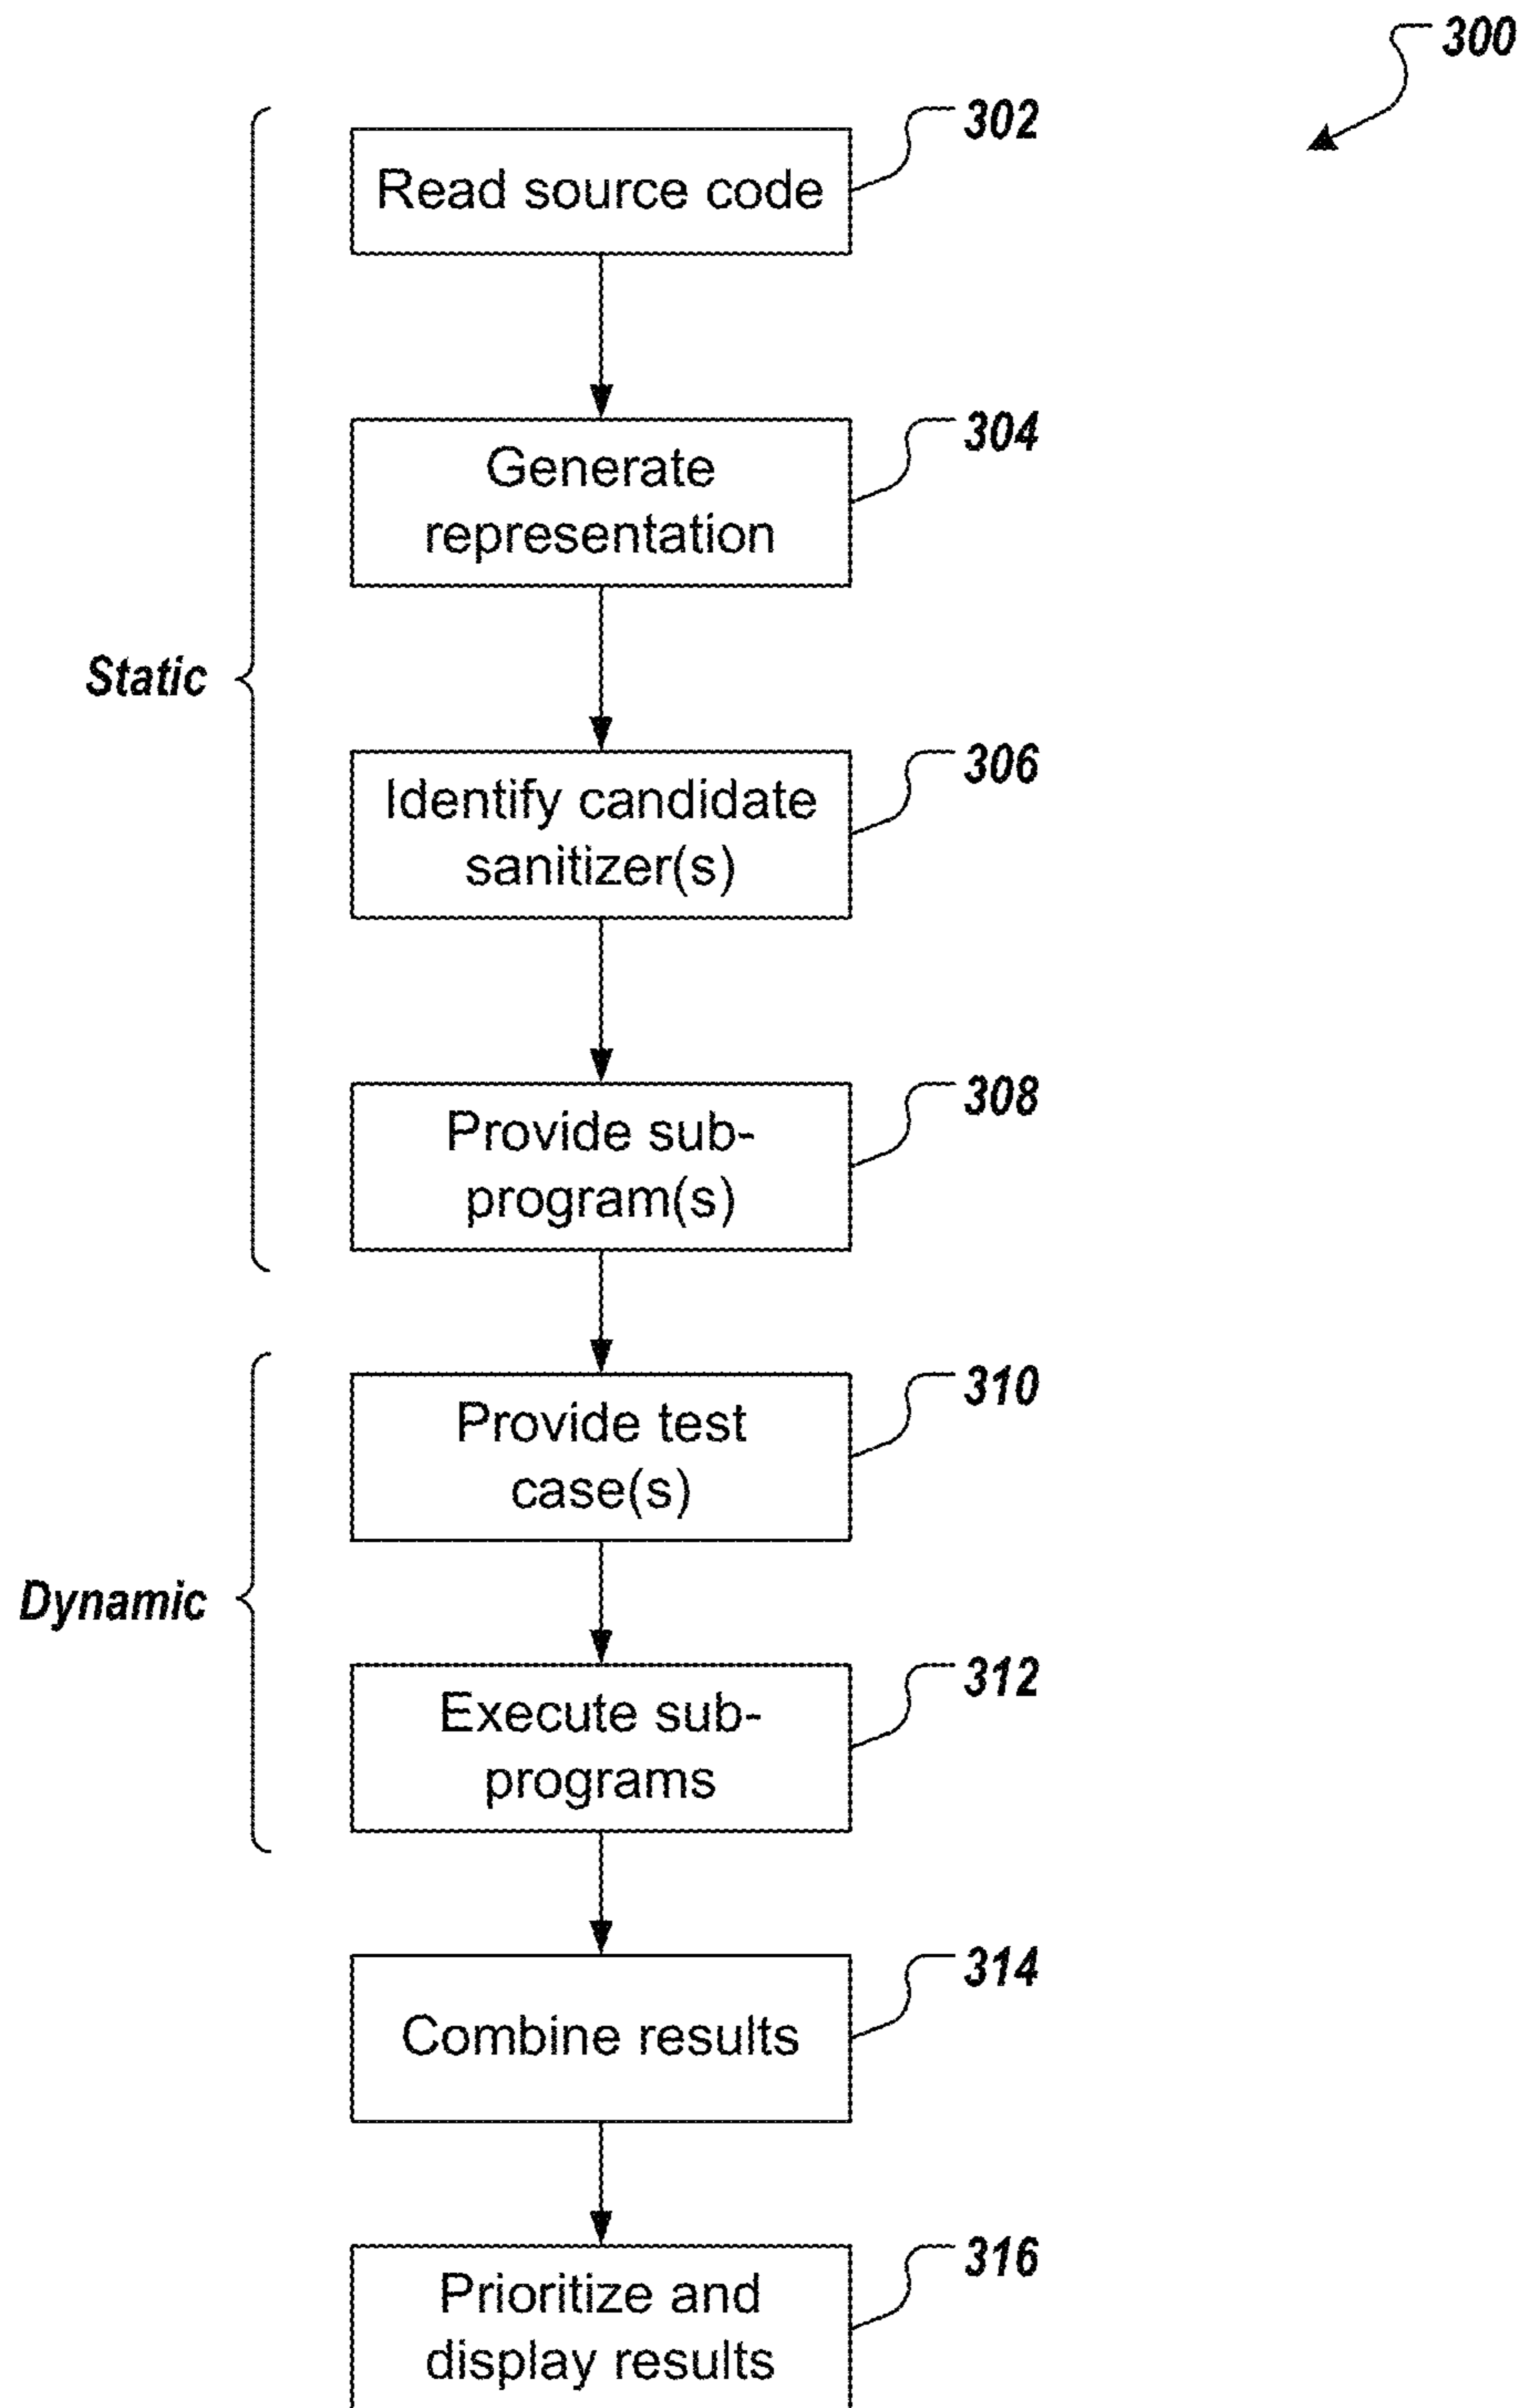 300
302
Read source code
304
Generate
representation
Static
306
Identify candidate
sanitizer(s)
308
Provide sub-
program(s)
310
Provide test
case(s)
Dynamic
312
Execute sub-
programs
314
Combine results
316
Prioritize and
display results